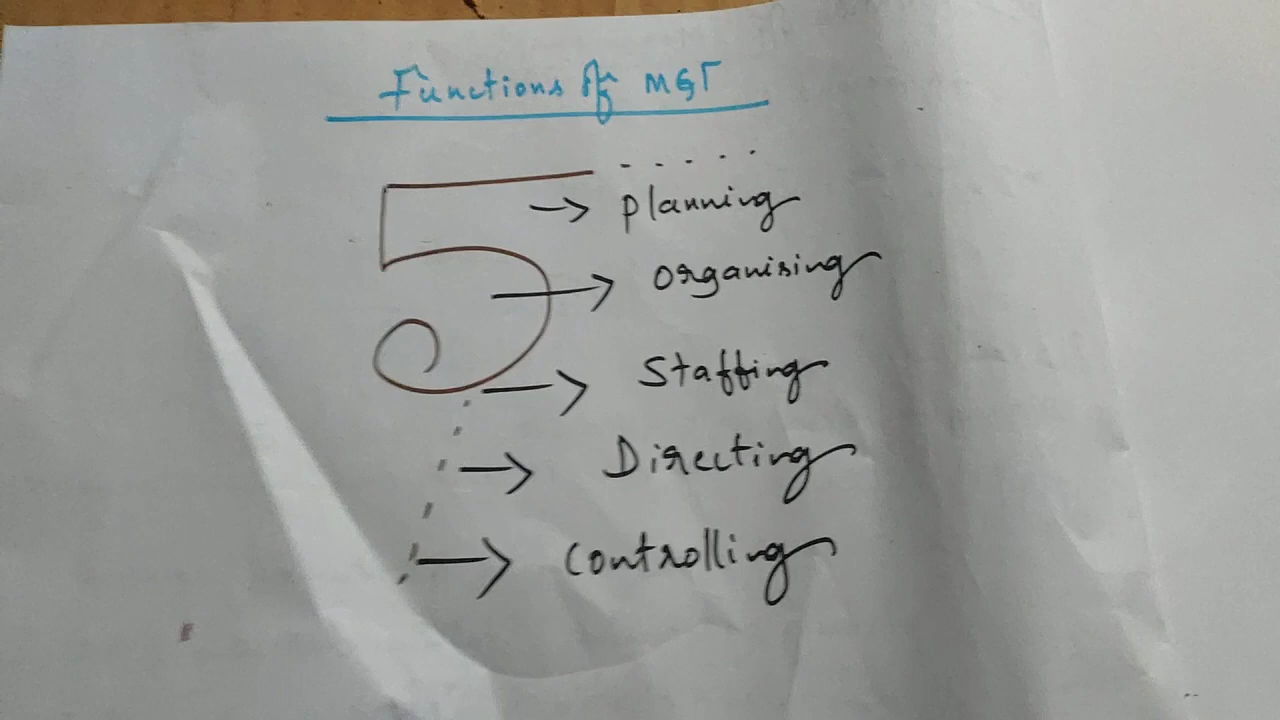 Functions of MGT
5
→ planning
→ organising
→ Staffing
→ Directing
→ controlling